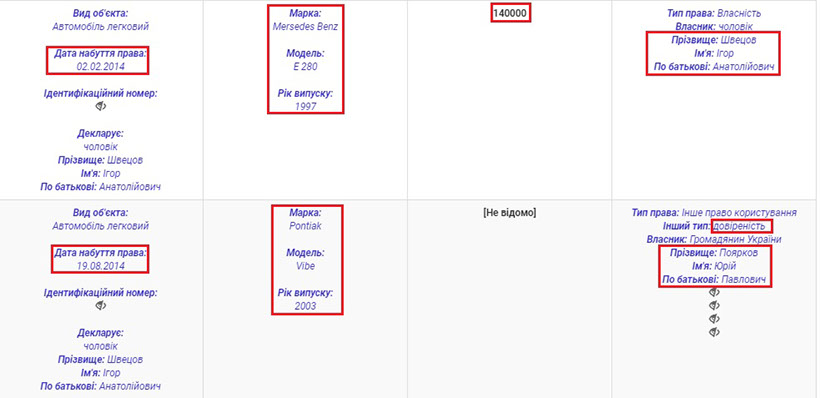 Вид об'єкта:
Автомобіль легковий
Дата набуття права:
02.02.2014
Ідентифікаційний номер:
Декларує:
чоловік
Прізвище: Швецов
Ім'я: Ігор
По батькові: Анатолійович
Марка:
Mersedes Benz
Модель:
E 280
Рік випуску:
1997
140000
Тип права: Власність
Власник: чоловік
Прізвище: Швецов
Ім'я: Ігор
По батькові: Анатолійович
Вид об'єкта:
Автомобіль легковий
Дата набуття права:
19.08.2014
Ідентифікаційний номер:
Декларує:
чоловік
Прізвище: Швецов
Ім'я: Ігор
По батькові: Анатолійович
Марка:
Pontiak
Модель:
Vibe
Рік випуску:
2003
[Не відомо]
Тип права: Інше право користування
Інший тип: довіреність
Власник: Громадянин України
Прізвище: Поярков
Ім'я: Юрій
По батькові: Павлович